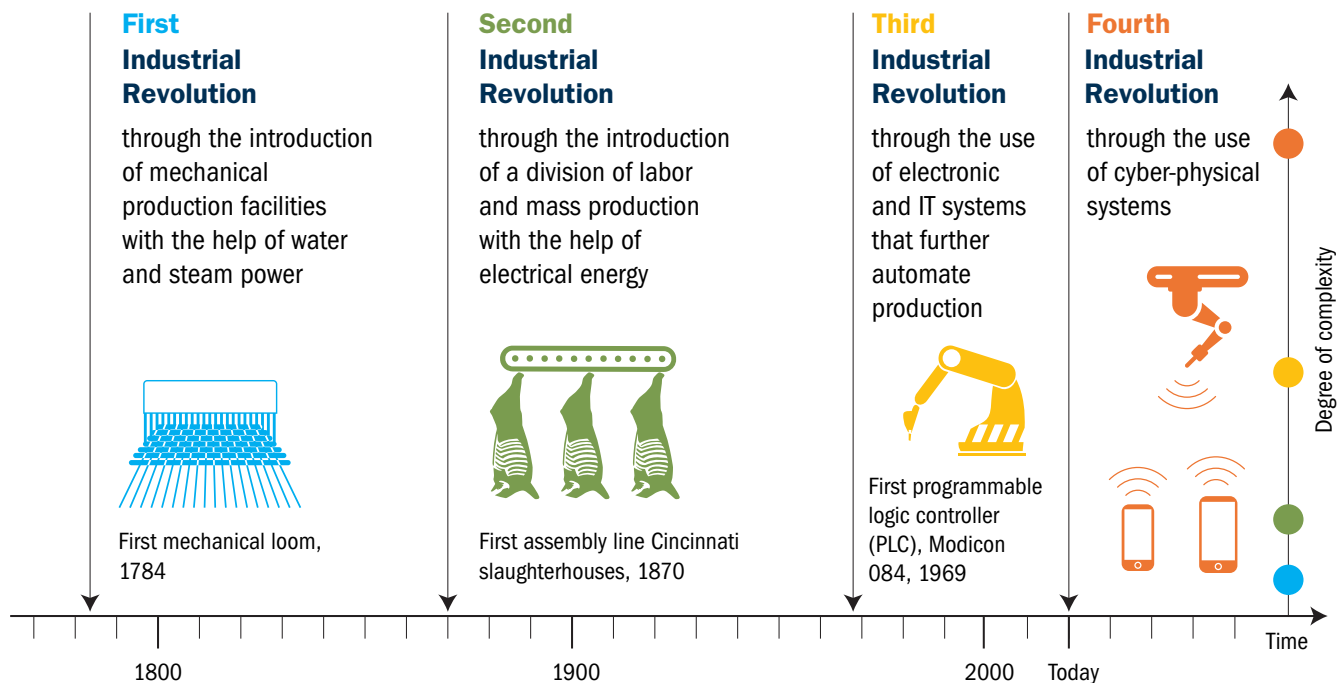 First
Industrial
Revolution
through the introduction
of mechanical
production facilities
with the help of water
and steam power
First mechanical loom,
1784
Second
Industrial
Revolution
through the introduction
of a division of labor
and mass production
with the help of
electrical energy
First assembly line Cincinnati
slaughterhouses, 1870
Third
Industrial
Revolution
through the use
of electronic
and IT systems
that further
automate
production
First programmable
logic controller
(PLC), Modicon
084, 1969
Fourth
Industrial
Revolution
through the use
of cyber-physical
systems
Degree of complexity
Time
1800
1900
2000
Today